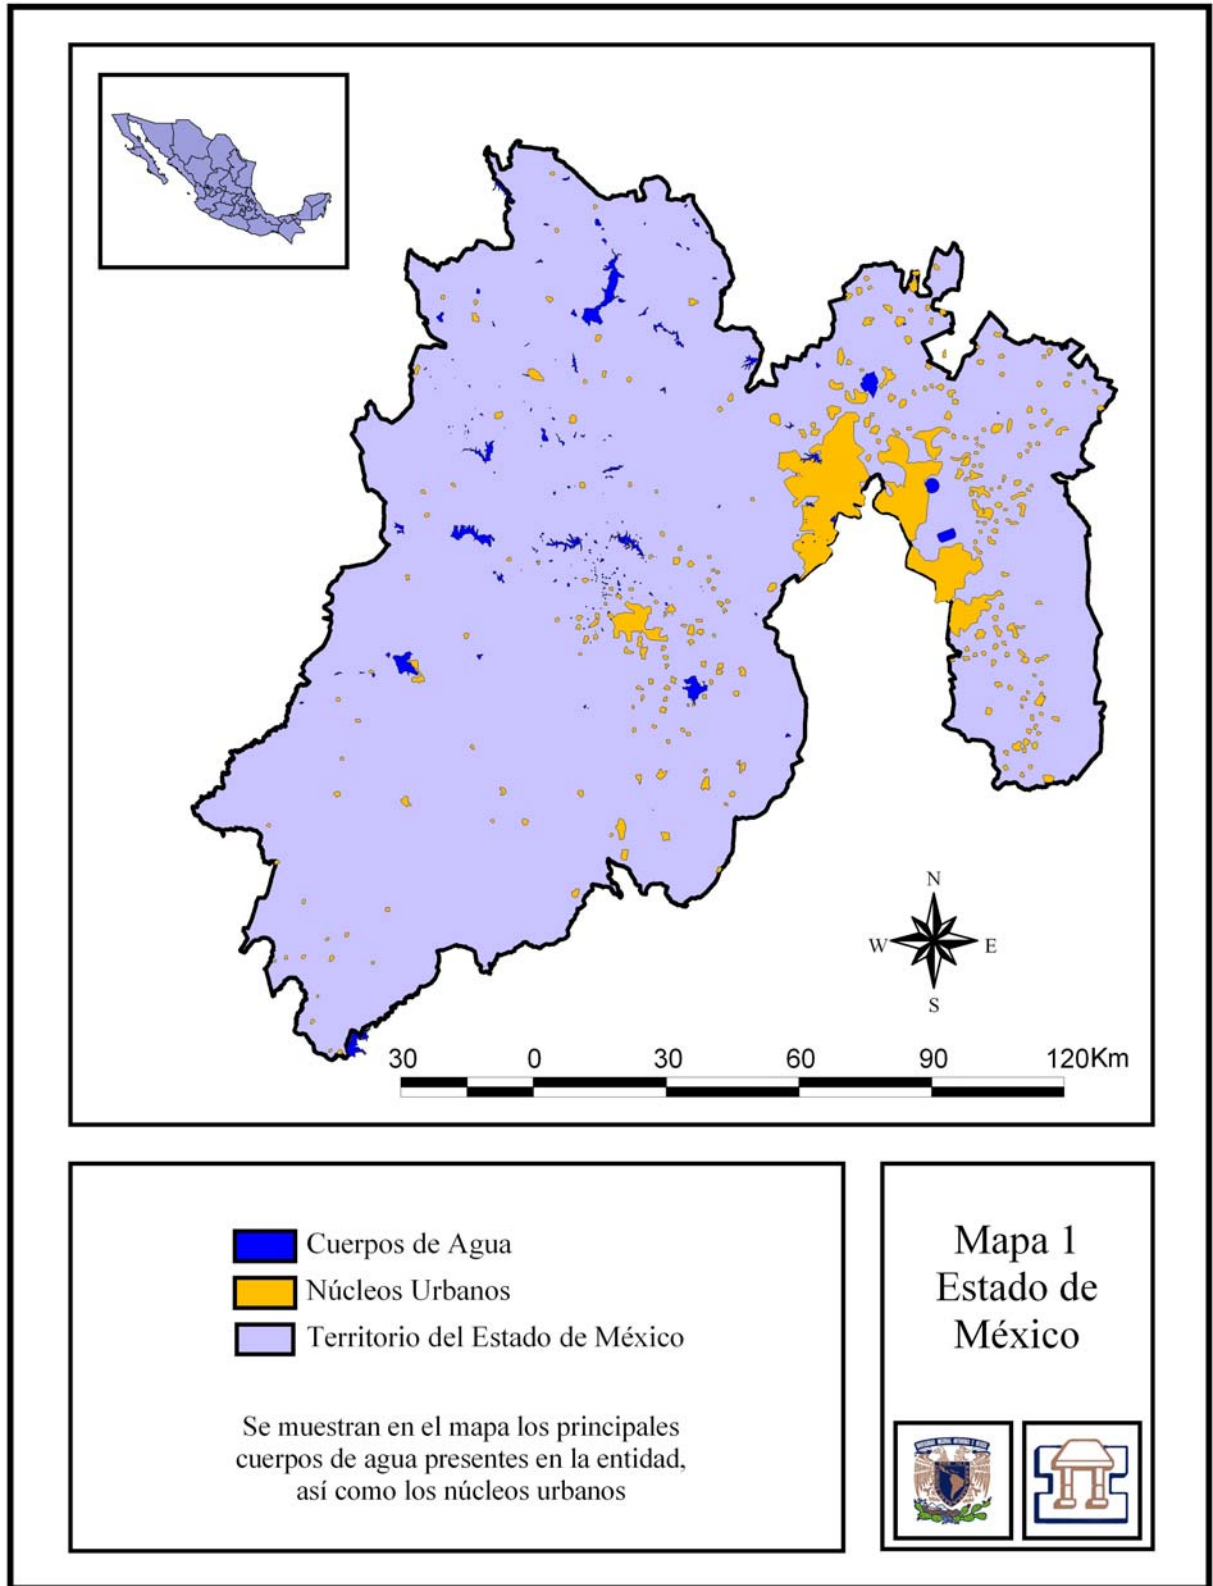 N
W
E
S
30 0 30 60 90 120Km
Cuerpos de Agua
Núcleos Urbanos
Territorio del Estado de México
Se muestran en el mapa los principales
cuerpos de agua presentes en la entidad,
así como los núcleos urbanos
Mapa 1
Estado de
México